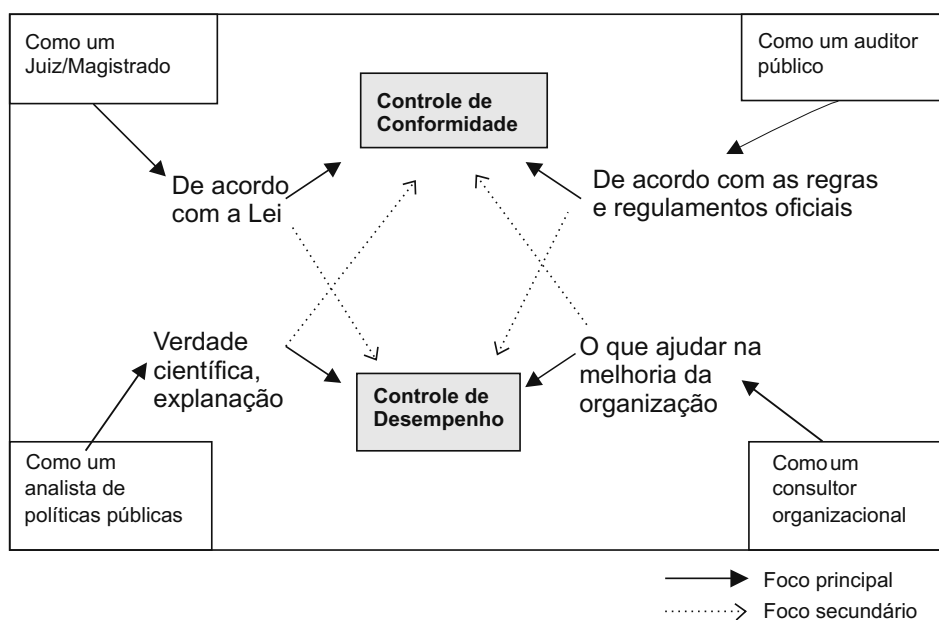 Como um
Juiz/Magistrado
Como um auditor
público
Controle de
Conformidade
De acordo
com a Lei
De acordo com as regras
e regulamentos oficiais
Verdade
científica,
explanação
O que ajudar na
melhoria da
organização
Controle de
Desempenho
Como um
analista de
políticas públicas
Como um
consultor
organizacional
Foco principal
Foco secundário